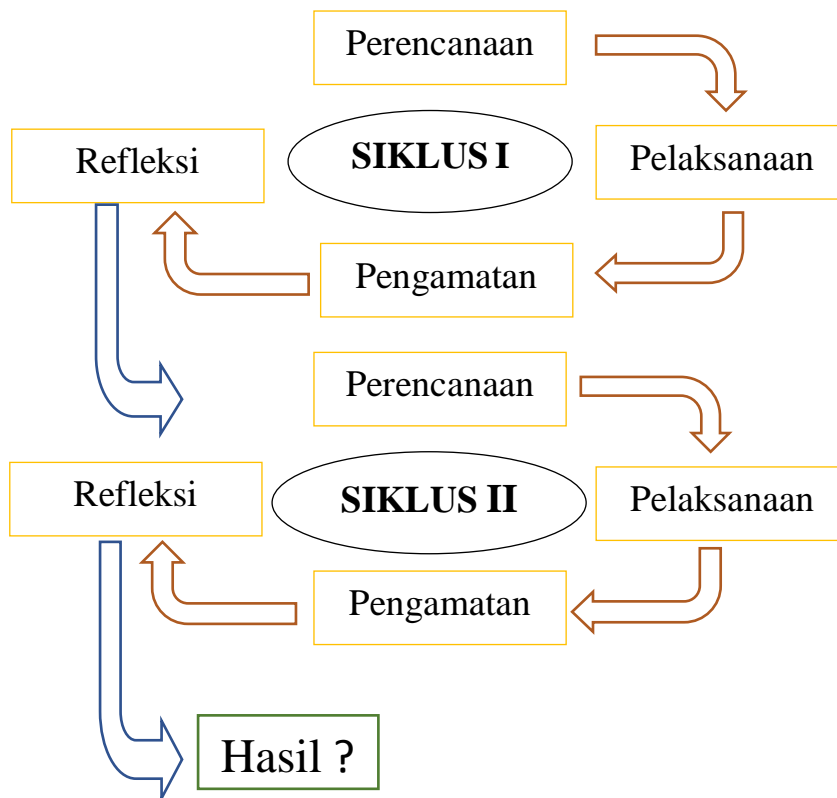 Perencanaan
Refleksi
SIKLUS I
Pelaksanaan
Pengamatan
Perencanaan
Refleksi
SIKLUS II
Pelaksanaan
Pengamatan
Hasil ?